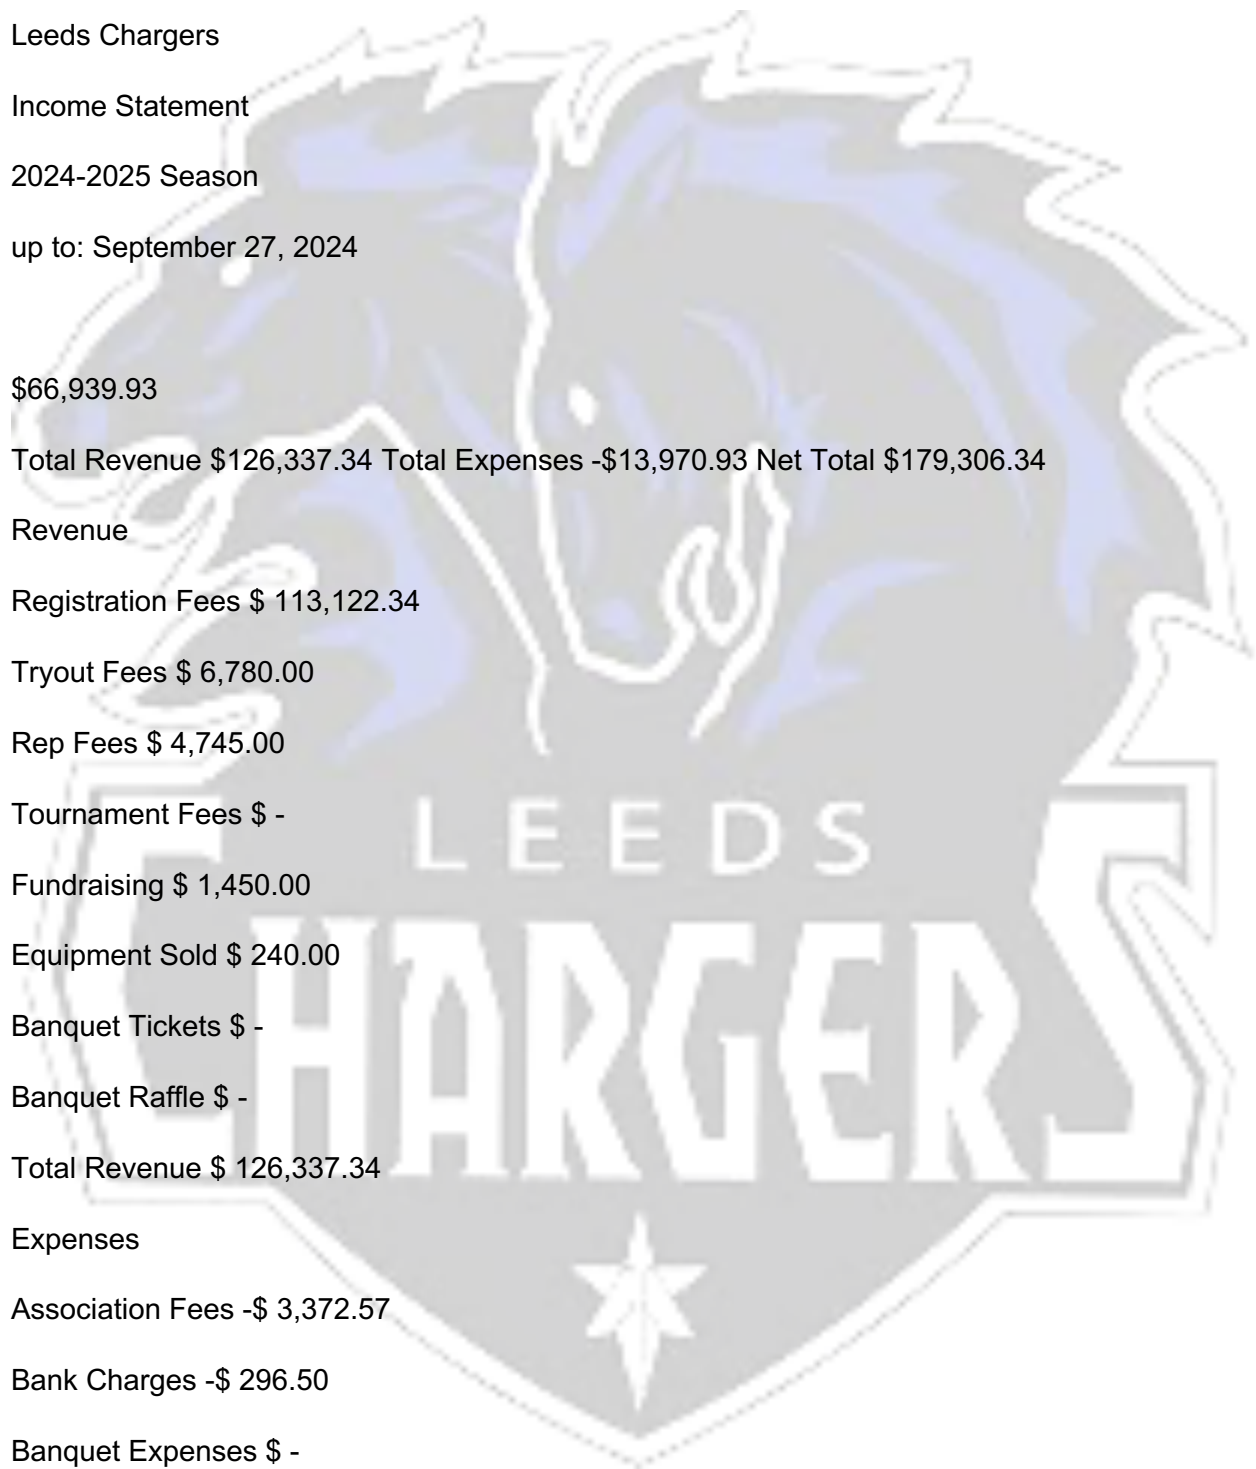 Leeds Chargers
Income Statement
2024-2025 Season
up to: September 27, 2024
$66,939.93
Total Revenue $126,337.34 Total Expenses -$13,970.93 Net Total $179,306.34
Revenue
Registration Fees $ 113,122.34
Tryout Fees $ 6,780.00
Rep Fees $ 4,745.00
Tournament Fees $ -
Fundraising $ 1,450.00
Equipment Sold $ 240.00
Banquet Tickets $ -
Banquet Raffle $ -
Total Revenue $ 126,337.34
Expenses
Association Fees -$ 3,372.57
Bank Charges -$ 296.50
Banquet Expenses $ -
LEEDS
CHARGERS